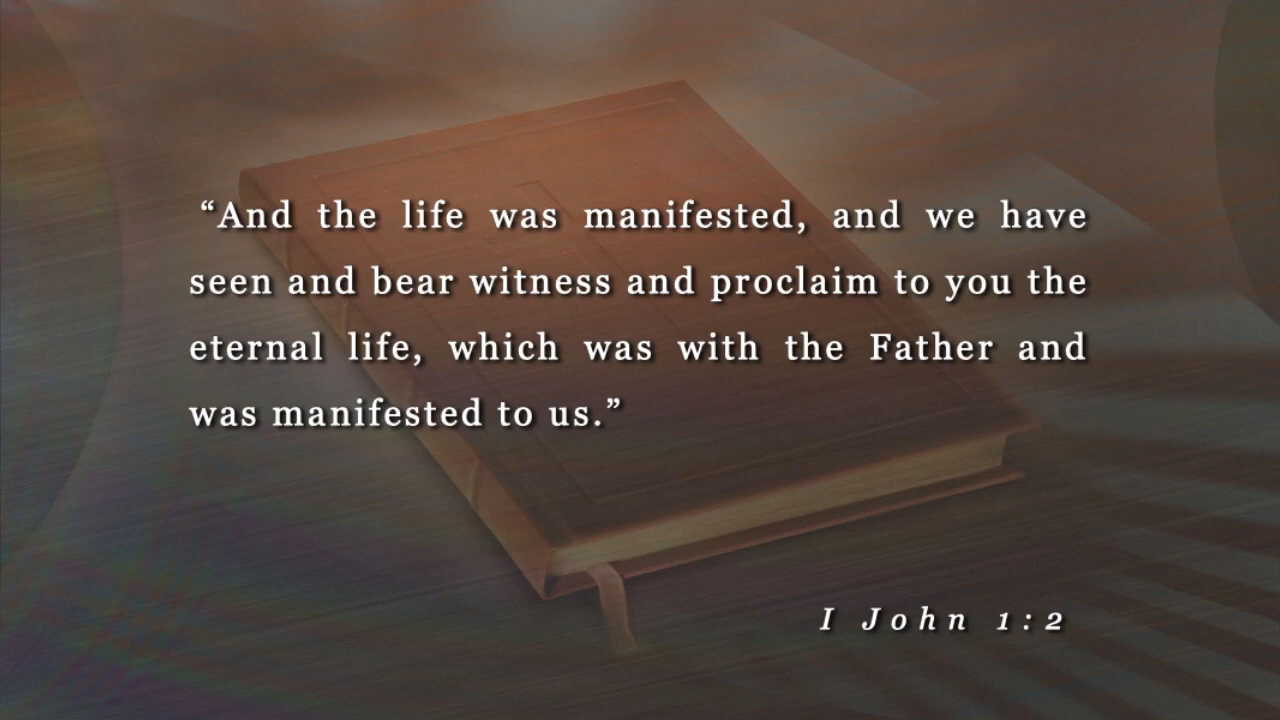 “And the life was manifested, and we have
seen and bear witness and proclaim to you the
eternal life, which was with the Father and
was manifested to us.”
I John 1:2